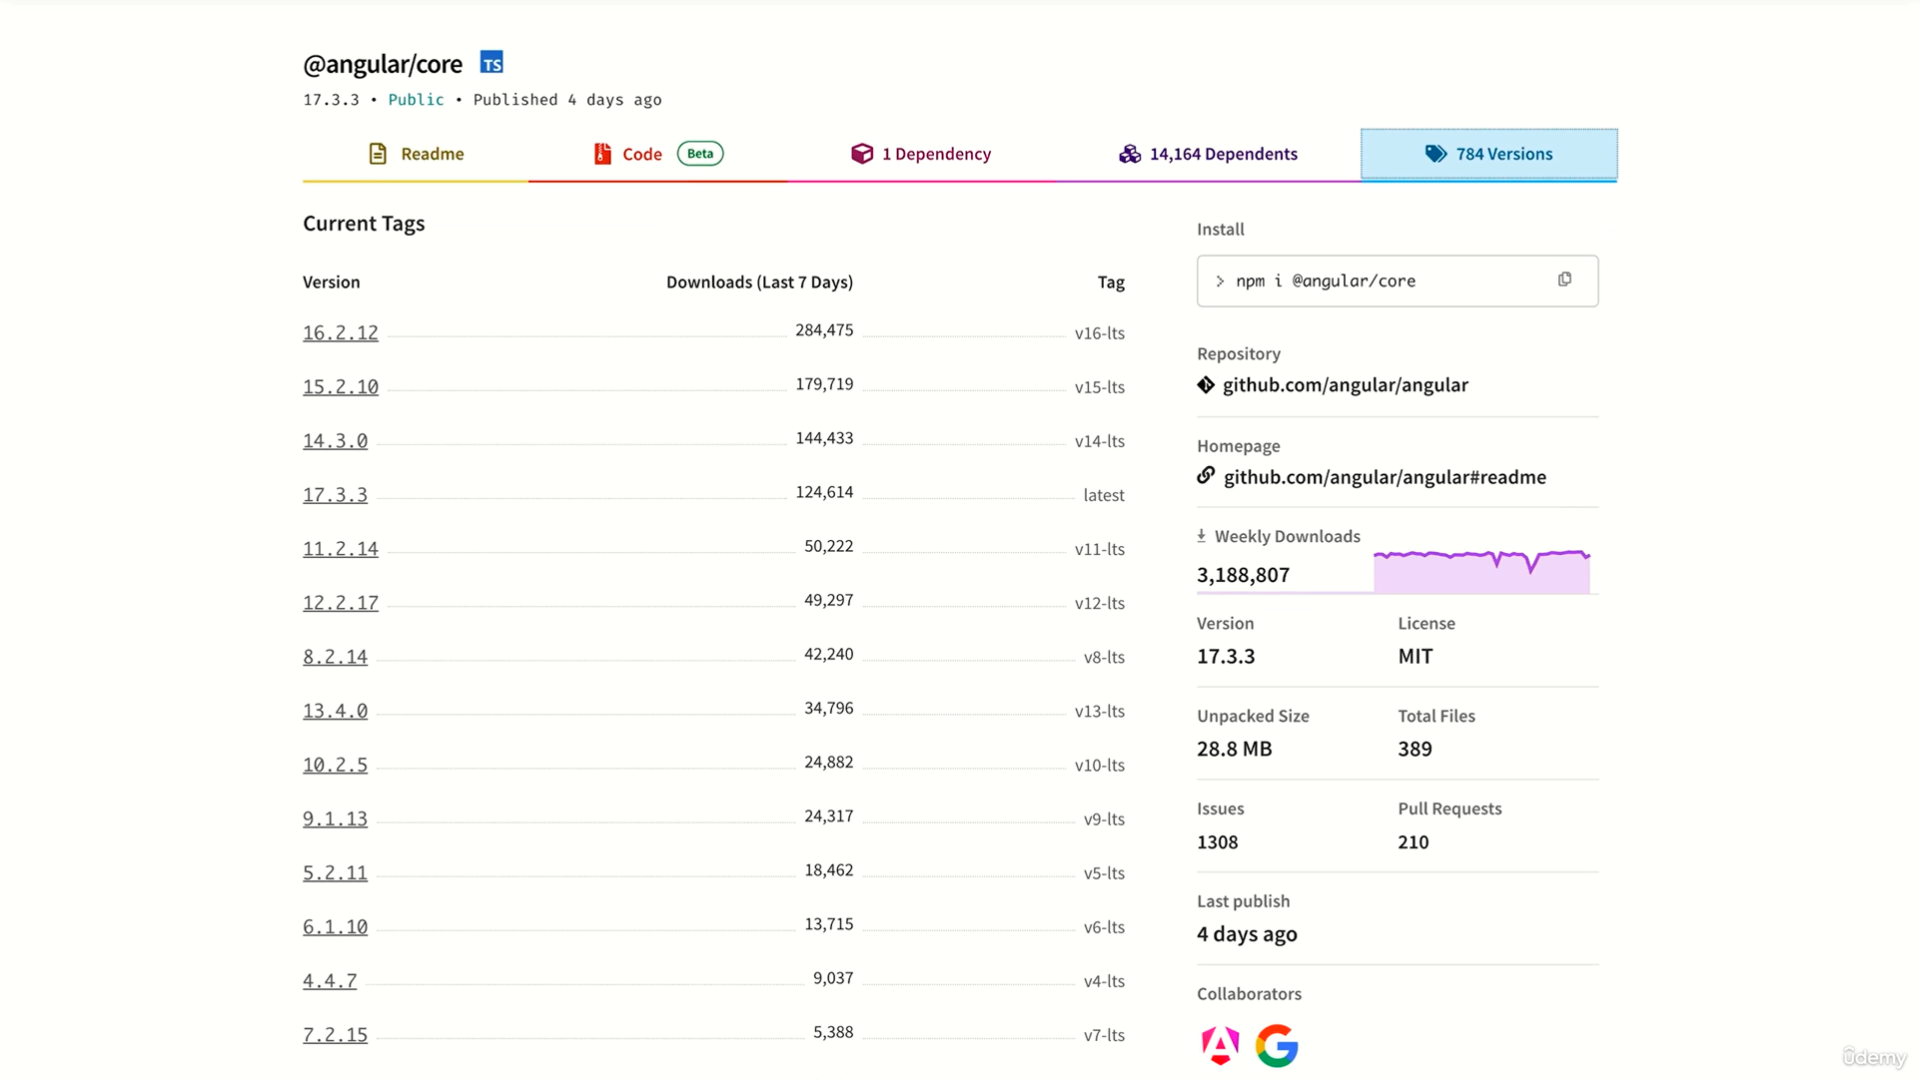 @angular/core TS
17.3.3 • Public • Published 4 days ago
Readme
Code Beta
1 Dependency
14,164 Dependents
784 Versions
Current Tags
Version Downloads (Last 7 Days) Tag
16.2.12 284,475 v16-lts
15.2.10 179,719 v15-lts
14.3.0 144,433 v14-lts
17.3.3 124,614 latest
11.2.14 50,222 v11-lts
12.2.17 49,297 v12-lts
8.2.14 42,240 v8-lts
13.4.0 34,796 v13-lts
10.2.5 24,882 v10-lts
9.1.13 24,317 v9-lts
5.2.11 18,462 v5-lts
6.1.10 13,715 v6-lts
4.4.7 9,037 v4-lts
7.2.15 5,388 v7-lts
Install
> npm i @angular/core
Repository
github.com/angular/angular
Homepage
github.com/angular/angular#readme
Weekly Downloads
3,188,807
Version License
17.3.3 MIT
Unpacked Size Total Files
28.8 MB 389
Issues Pull Requests
1308 210
Last publish
4 days ago
Collaborators
A G
ûdemy